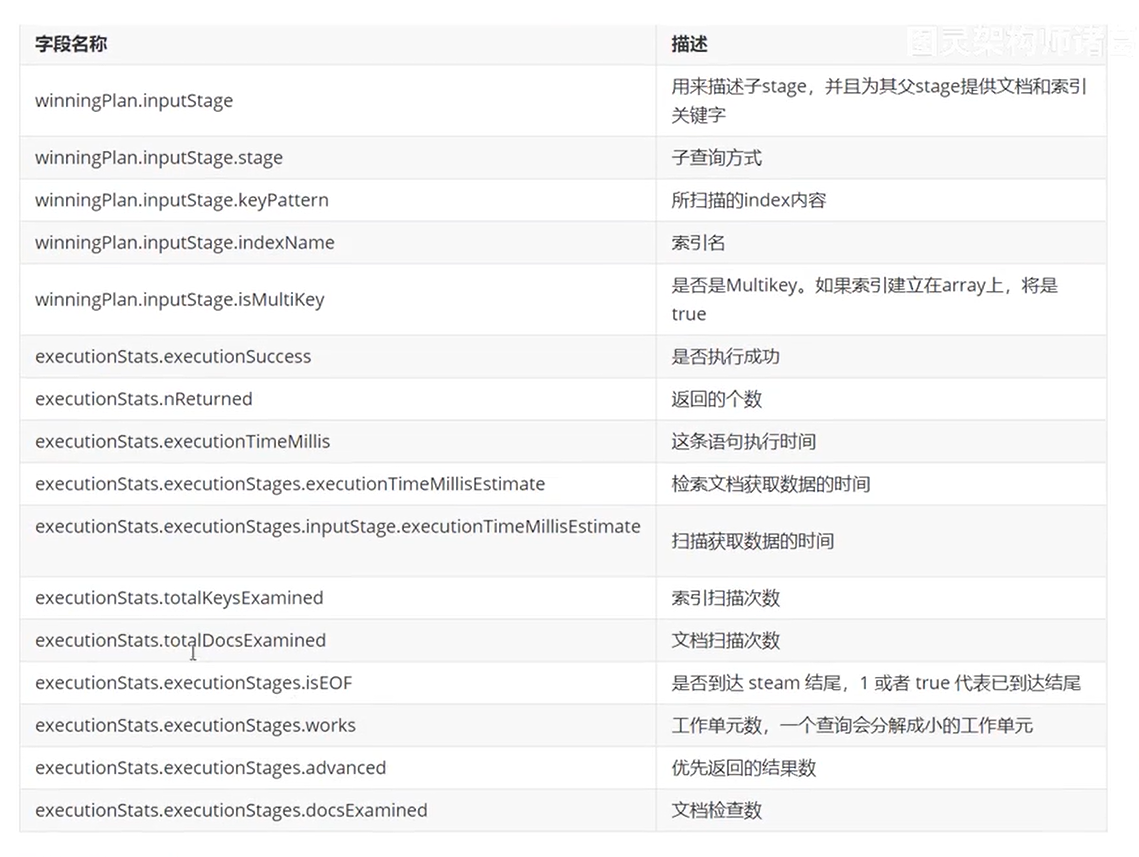 字段名称
描述
图灵架构师诸葛
winningPlan.inputStage
用来描述子stage，并且为其父stage提供文档和索引
关键字
winningPlan.inputStage.stage
子查询方式
winningPlan.inputStage.keyPattern
所扫描的index内容
winningPlan.inputStage.indexName
索引名
winningPlan.inputStage.isMultiKey
是否是Multikey。如果索引建立在array上，将是
true
executionStats.executionSuccess
是否执行成功
executionStats.nReturned
返回的个数
executionStats.executionTimeMillis
这条语句执行时间
executionStats.executionStages.executionTimeMillisEstimate
检索文档获取数据的时间
executionStats.executionStages.inputStage.executionTimeMillisEstimate
扫描获取数据的时间
executionStats.totalKeysExamined
索引扫描次数
executionStats.totalDocsExamined
文档扫描次数
executionStats.executionStages.isEOF
是否到达 steam 结尾，1 或者 true 代表已到达结尾
executionStats.executionStages.works
工作单元数，一个查询会分解成小的工作单元
executionStats.executionStages.advanced
优先返回的结果数
executionStats.executionStages.docsExamined
文档检查数